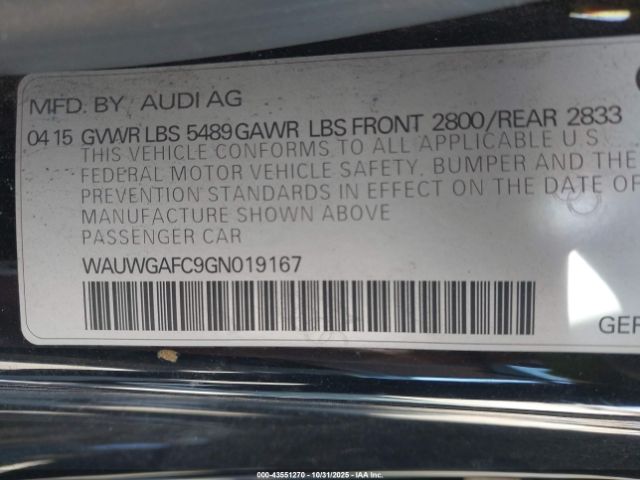 MFD. BY AUDI AG
04 15 GVWR LBS 5489 GAWR LBS FRONT 2800/REAR 2833
THIS VEHICLE CONFORMS TO ALL APPLICABLE U S
FEDERAL MOTOR VEHICLE SAFETY, BUMPER AND THE
PREVENTION STANDARDS IN EFFECT ON THE DATE OF
MANUFACTURE SHOWN ABOVE
PASSENGER CAR
WAUWGAFC9GN019167
GER
000-43551270 - 10/31/2025 - IAA Inc.